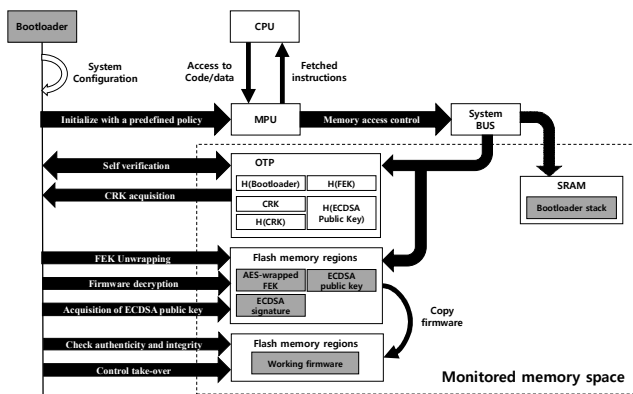 Bootloader
CPU
System
Configuration
Access to
Code/data
Fetched
instructions
Initialize with a predefined policy
MPU
Memory access control
System
BUS
Self verification
OTP
H(Bootloader)
H(FEK)
CRK acquisition
CRK
H(ECDSA
Public Key)
H(CRK)
SRAM
Bootloader stack
FEK Unwrapping
Flash memory regions
Firmware decryption
AES-wrapped
FEK
ECDSA
public key
Acquisition of ECDSA public key
ECDSA
signature
Copy
firmware
Check authenticity and integrity
Flash memory regions
Working firmware
Control take-over
Monitored memory space